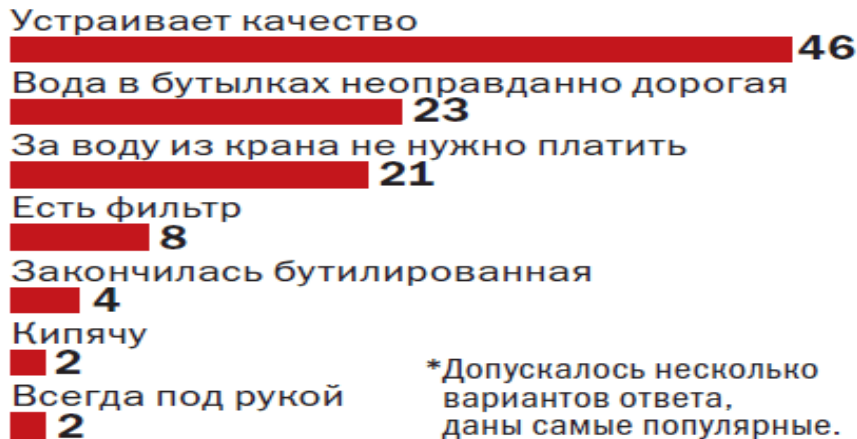 Устраивает качество
46
Вода в бутылках неоправданно дорогая
23
За воду из крана не нужно платить
21
Есть фильтр
8
Закончилась бутилированная
4
Кипячу
2
Всегда под рукой
2
*Допускалось несколько
вариантов ответа,
даны самые популярные.